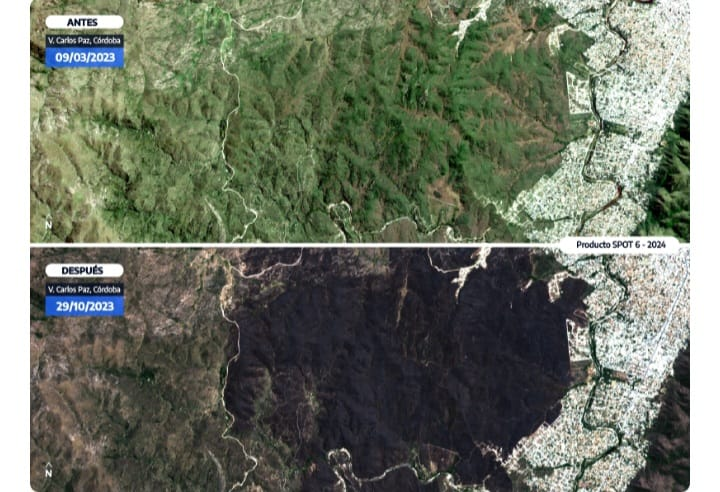 ANTES
V. Carlos Paz, Córdoba
09/03/2023
N
Producto SPOT 6 - 2024
DESPUÉS
V. Carlos Paz, Córdoba
29/10/2023
N